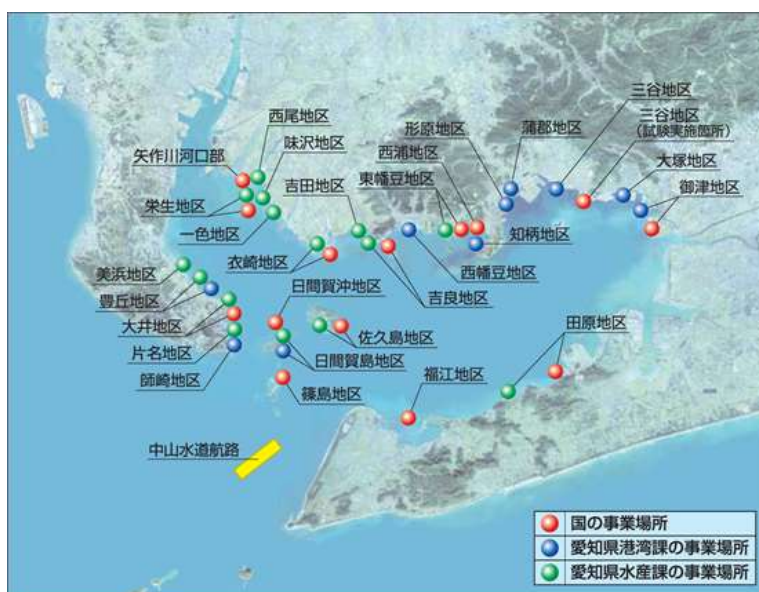 三谷地区
三谷地区
(試験実施箇所)
蒲郡地区
形原地区
西尾地区
味沢地区
西浦地区
大塚地区
矢作川河口部
東幡豆地区
御津地区
吉田地区
栄生地区
一色地区
知柄地区
衣崎地区
西幡豆地区
美浜地区
吉良地区
日間賀沖地区
豊丘地区
大井地区
佐久島地区
田原地区
片名地区
日間賀島地区
師崎地区
福江地区
篠島地区
中山水道航路
国の事業場所
愛知県港湾課の事業場所
愛知県水産課の事業場所